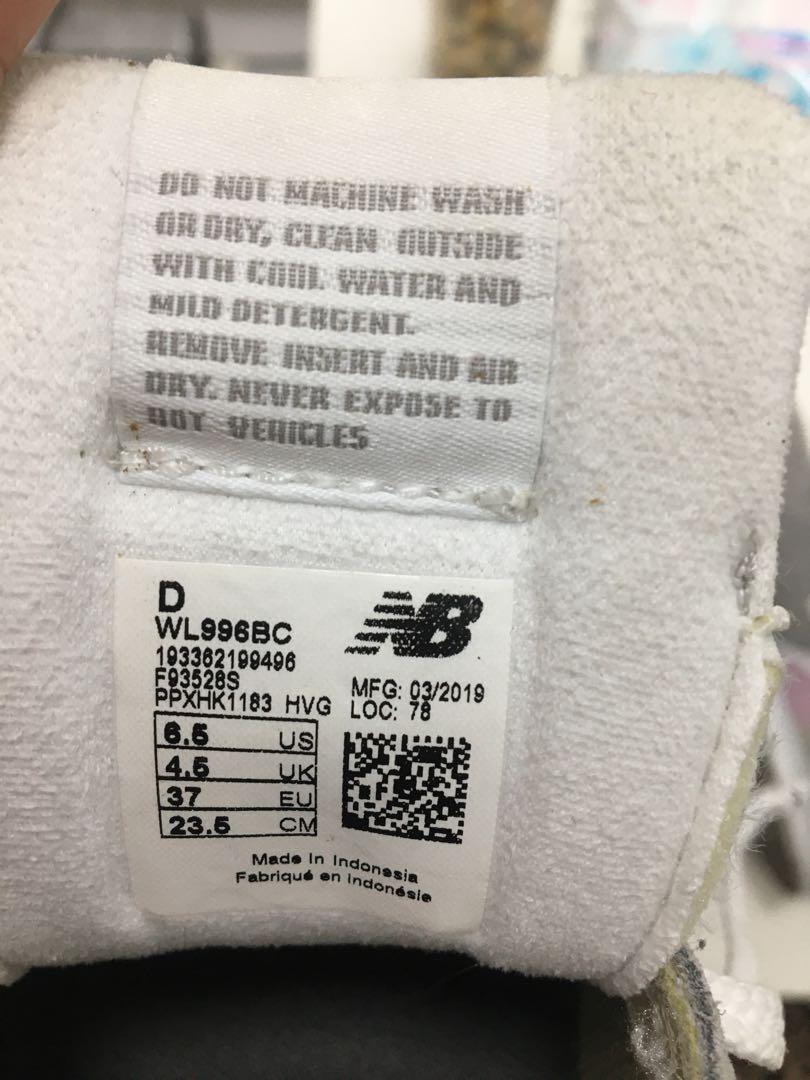 DO NOT MACHINE WASH
OR DRY, CLEAN OUTSIDE
WITH COOL WATER AND
MILD DETERGENT.
REMOVE INSERT AND AIR
DRY. NEVER EXPOSE TO
HOT VEHICLES
D
WL996BC
193362199496
F93528S
PPXHK1183 HVG
NB
MFG: 03/2019
LOC: 78
6.5 US
4.5 UK
37 EU
23.5 CM
Made in Indonesia
Fabriqué en Indonésie